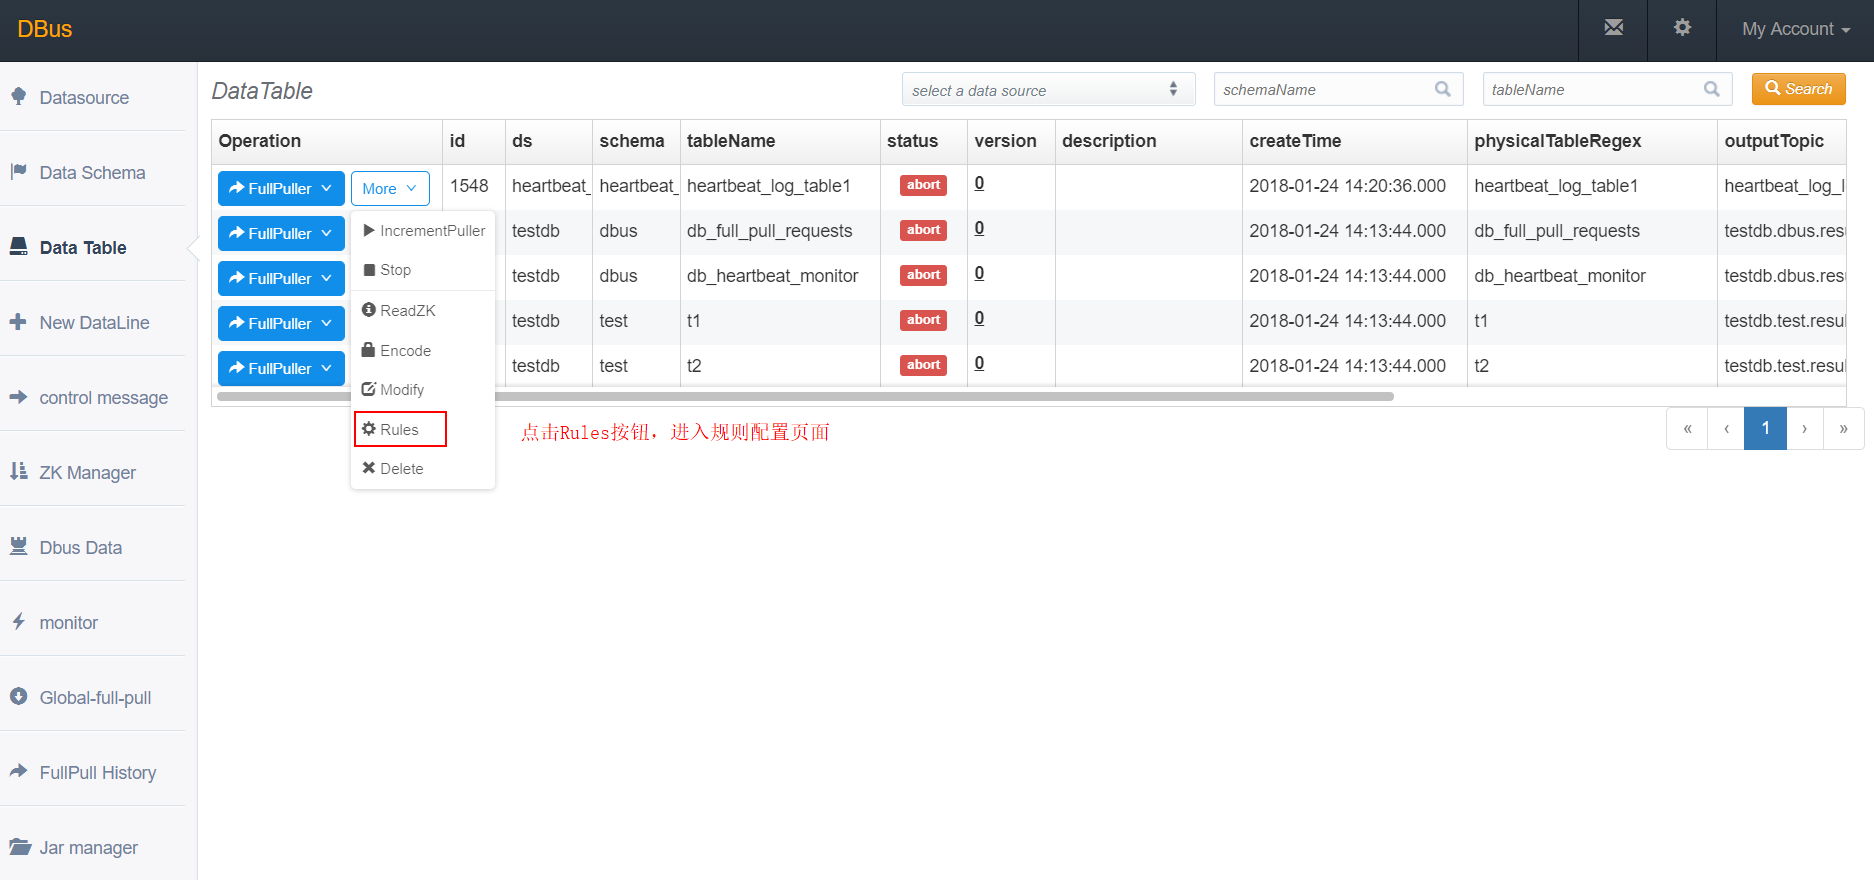 DBus
My Account
Datasource
Data Schema
Data Table
New DataLine
control message
ZK Manager
Dbus Data
monitor
Global-full-pull
FullPull History
Jar manager
DataTable
select a data source
schemaName
tableName
Search
Operation id ds schema tableName status version description createTime physicalTableRegex outputTopic
FullPuller More 1548 heartbeat_ heartbeat_ heartbeat_log_table1 abort 0 2018-01-24 14:20:36.000 heartbeat_log_table1 heartbeat_log_l
FullPuller testdb dbus db_full_pull_requests abort 0 2018-01-24 14:13:44.000 db_full_pull_requests testdb.dbus.resu
FullPuller testdb dbus db_heartbeat_monitor abort 0 2018-01-24 14:13:44.000 db_heartbeat_monitor testdb.dbus.resu
FullPuller testdb test t1 abort 0 2018-01-24 14:13:44.000 t1 testdb.test.resul
FullPuller testdb test t2 abort 0 2018-01-24 14:13:44.000 t2 testdb.test.resul
IncrementPuller
Stop
ReadZK
Encode
Modify
Rules
Delete
点击Rules按钮，进入规则配置页面
« ‹ 1 › »